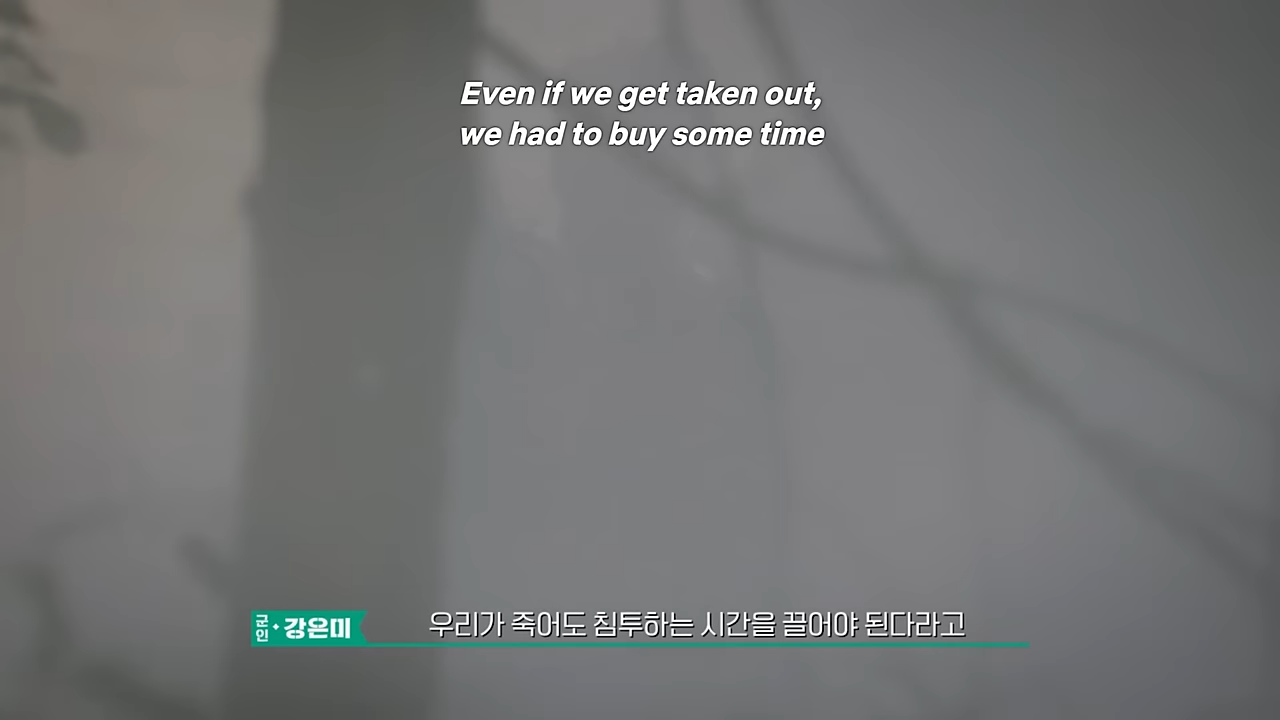 Even if we get taken out,
we had to buy some time
군인 • 강은미
우리가 죽어도 침투하는 시간을 끌어야 된다라고